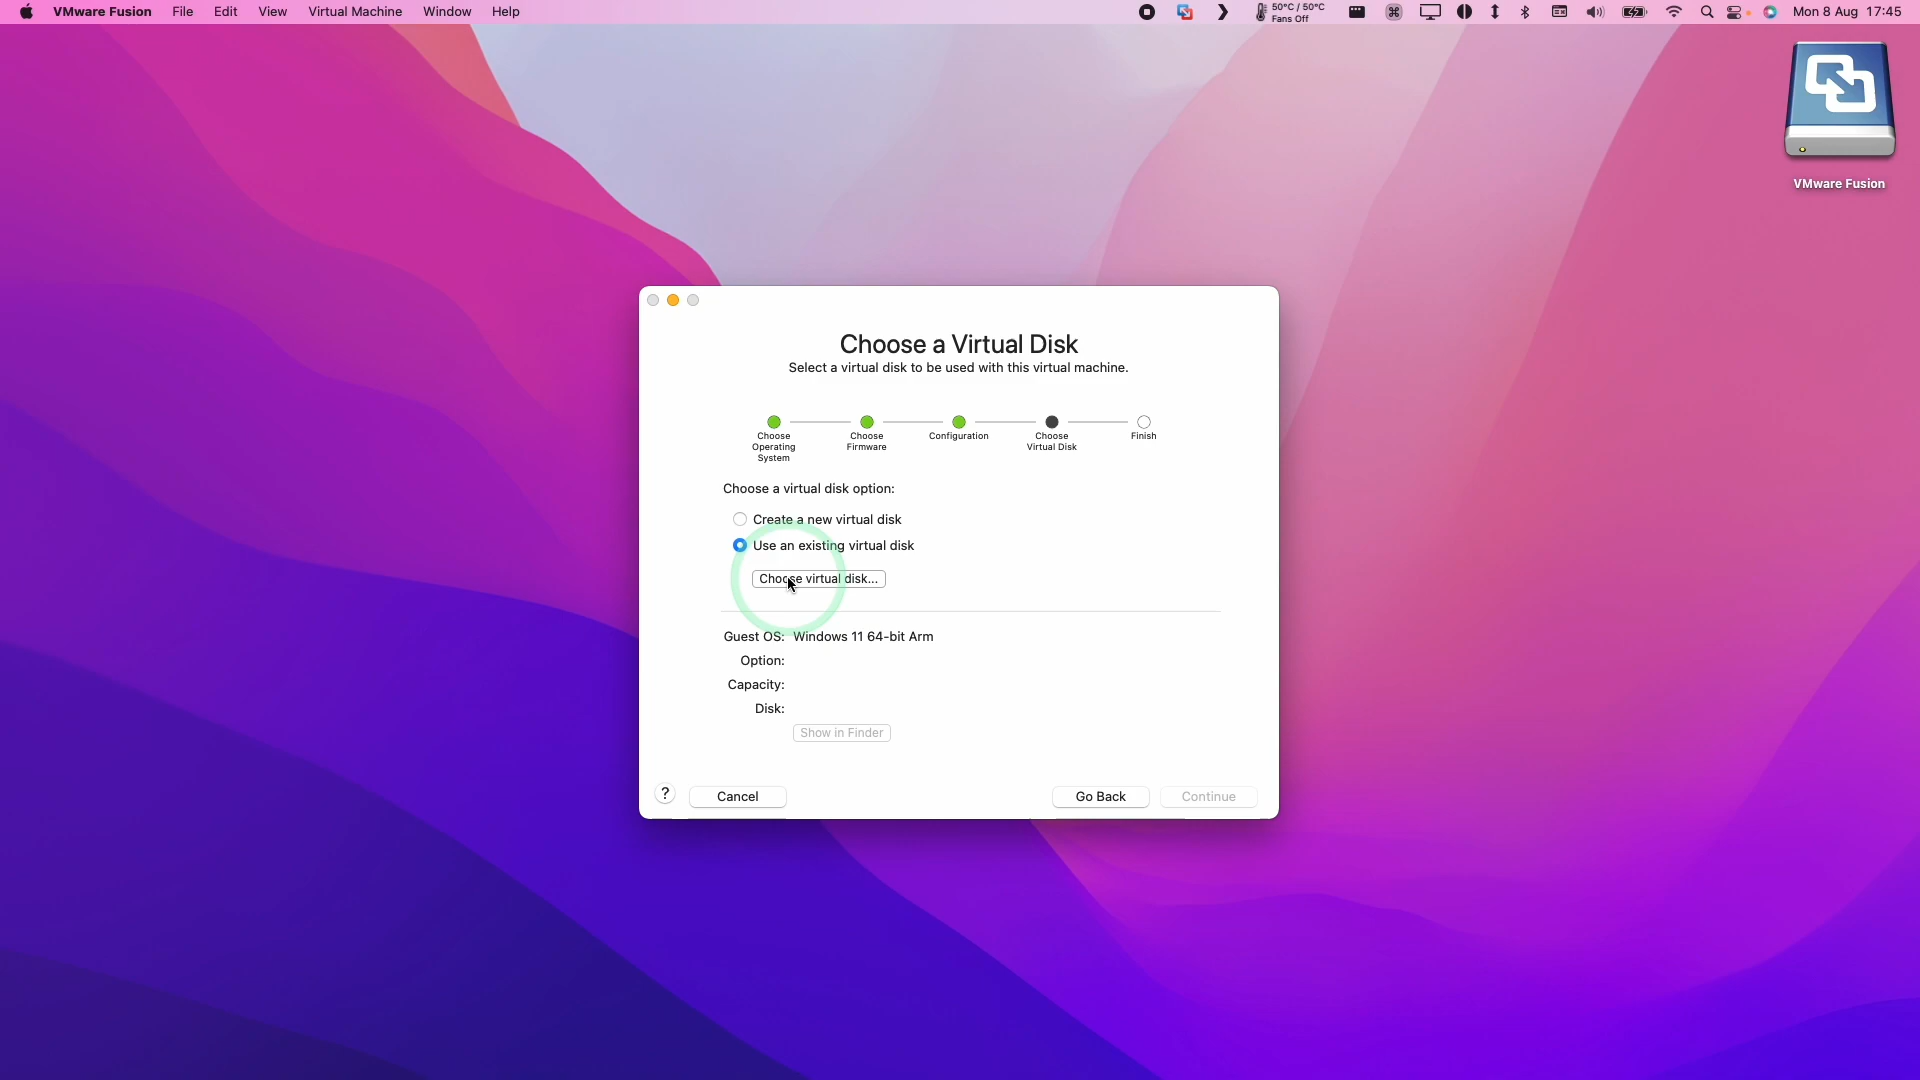 VMware Fusion File Edit View Virtual Machine Window Help 50°C / 50°C Mon 8 Aug 17:45
Fans Off
VMware Fusion
Choose a Virtual Disk
Select a virtual disk to be used with this virtual machine.
Choose Operating System
Choose Firmware
Configuration
Choose Virtual Disk
Finish
Choose a virtual disk option:
Create a new virtual disk
Use an existing virtual disk
Choose virtual disk...
Guest OS: Windows 11 64-bit Arm
Option:
Capacity:
Disk:
Show in Finder
? Cancel Go Back Continue